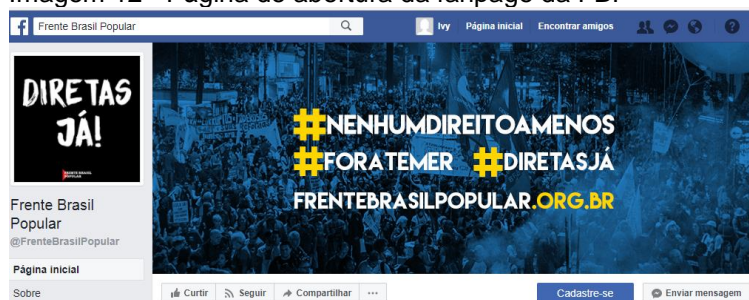 Imagem 12 - Página de abertura da fanpage da FBP
Frente Brasil Popular
Ivy Página inicial Encontrar amigos
DIRETAS
JÁ!
FRENTE BRASIL
POPULAR
#NENHUMDIREITOAMENOS
#FORATEMER #DIRETASJÁ
FRENTEBRASILPOPULAR.ORG.BR
Frente Brasil
Popular
@FrenteBrasilPopular
Página inicial
Sobre
Curtir Seguir Compartilhar ...
Cadastre-se Enviar mensagem